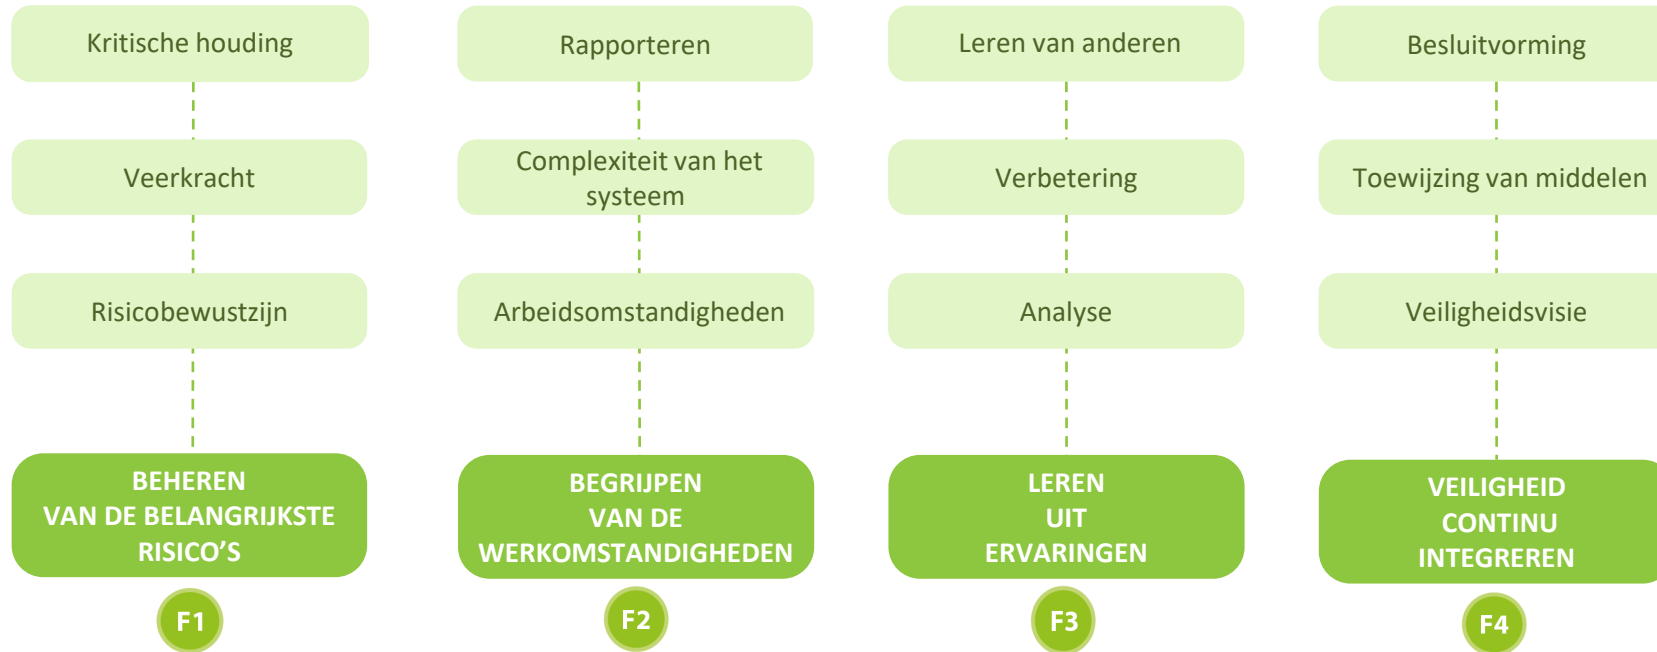 Kritische houding
Rapporteren
Leren van anderen
Besluitvorming
Veerkracht
Complexiteit van het
systeem
Verbetering
Toewijzing van middelen
Risicobewustzijn
Arbeidsomstandigheden
Analyse
Veiligheidsvisie
BEHEREN
VAN DE BELANGRIJKSTE
RISICO’S
BEGRIJPEN
VAN DE
WERKOMSTANDIGHEDEN
LEREN
UIT
ERVARINGEN
VEILIGHEID
CONTINU
INTEGREREN
F1
F2
F3
F4